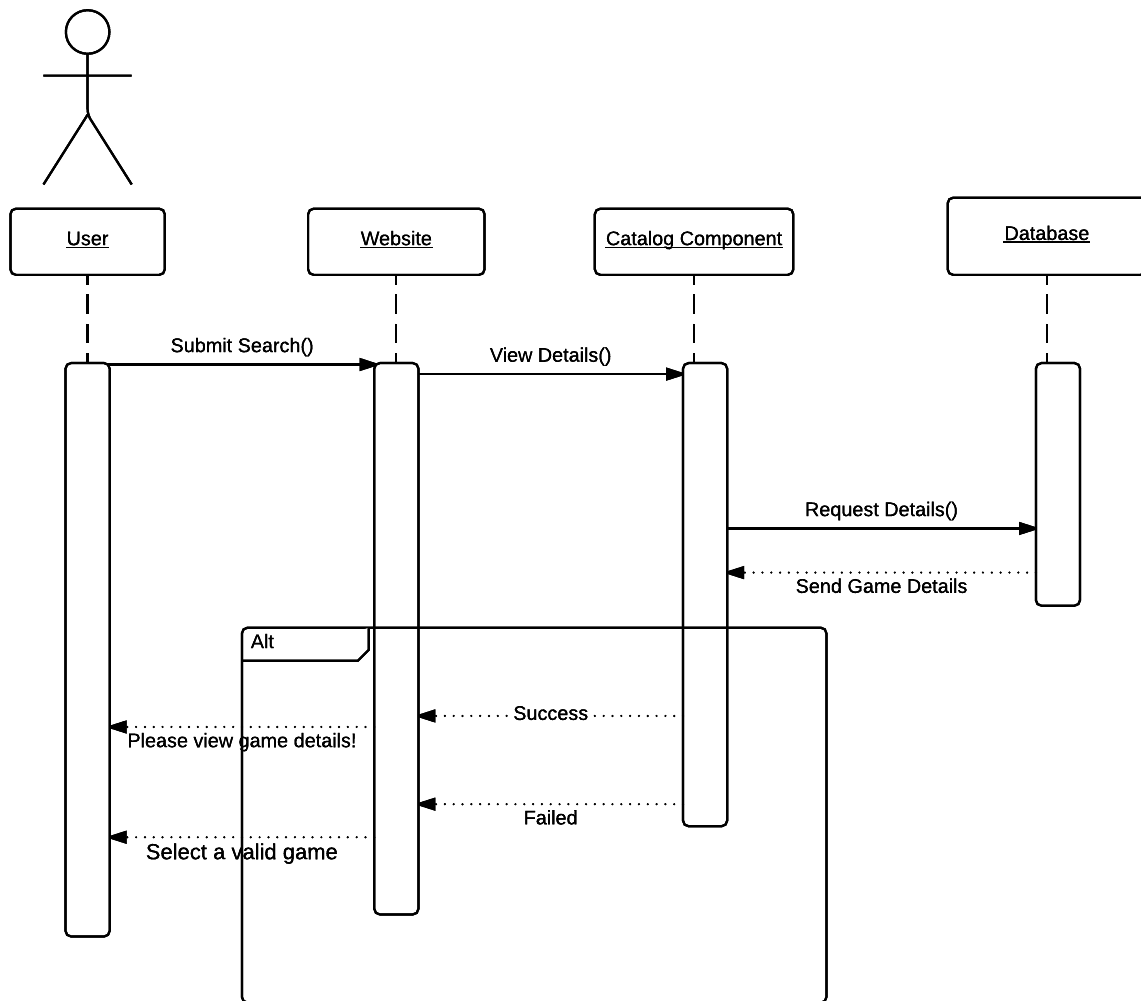 User
Website
Catalog Component
Database
Submit Search()
View Details()
Request Details()
Send Game Details
Alt
Success
Please view game details!
Failed
Select a valid game